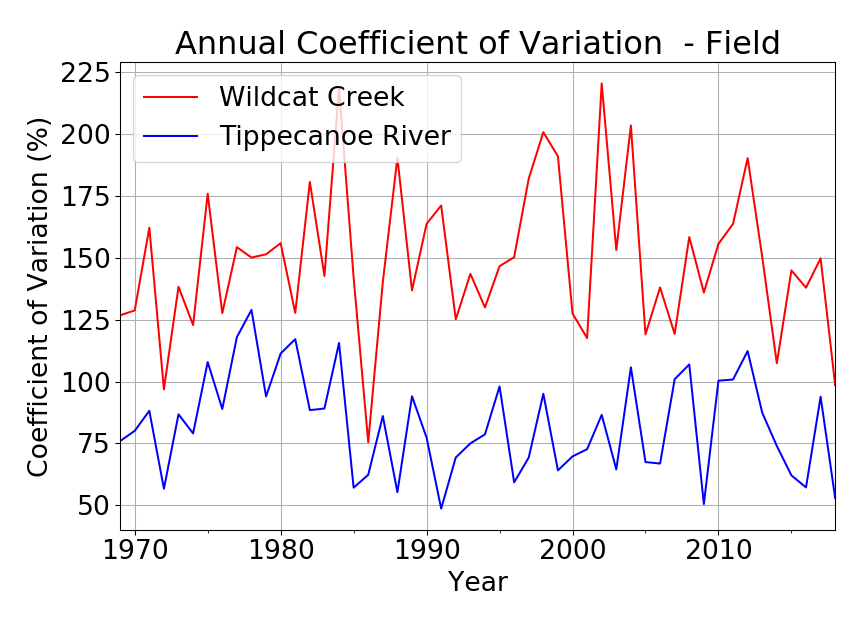 Annual Coefficient of Variation  - Field
225
200
175
150
125
100
75
50
Coefficient of Variation (%)
Wildcat Creek
Tippecanoe River
1970 1980 1990 2000 2010
Year